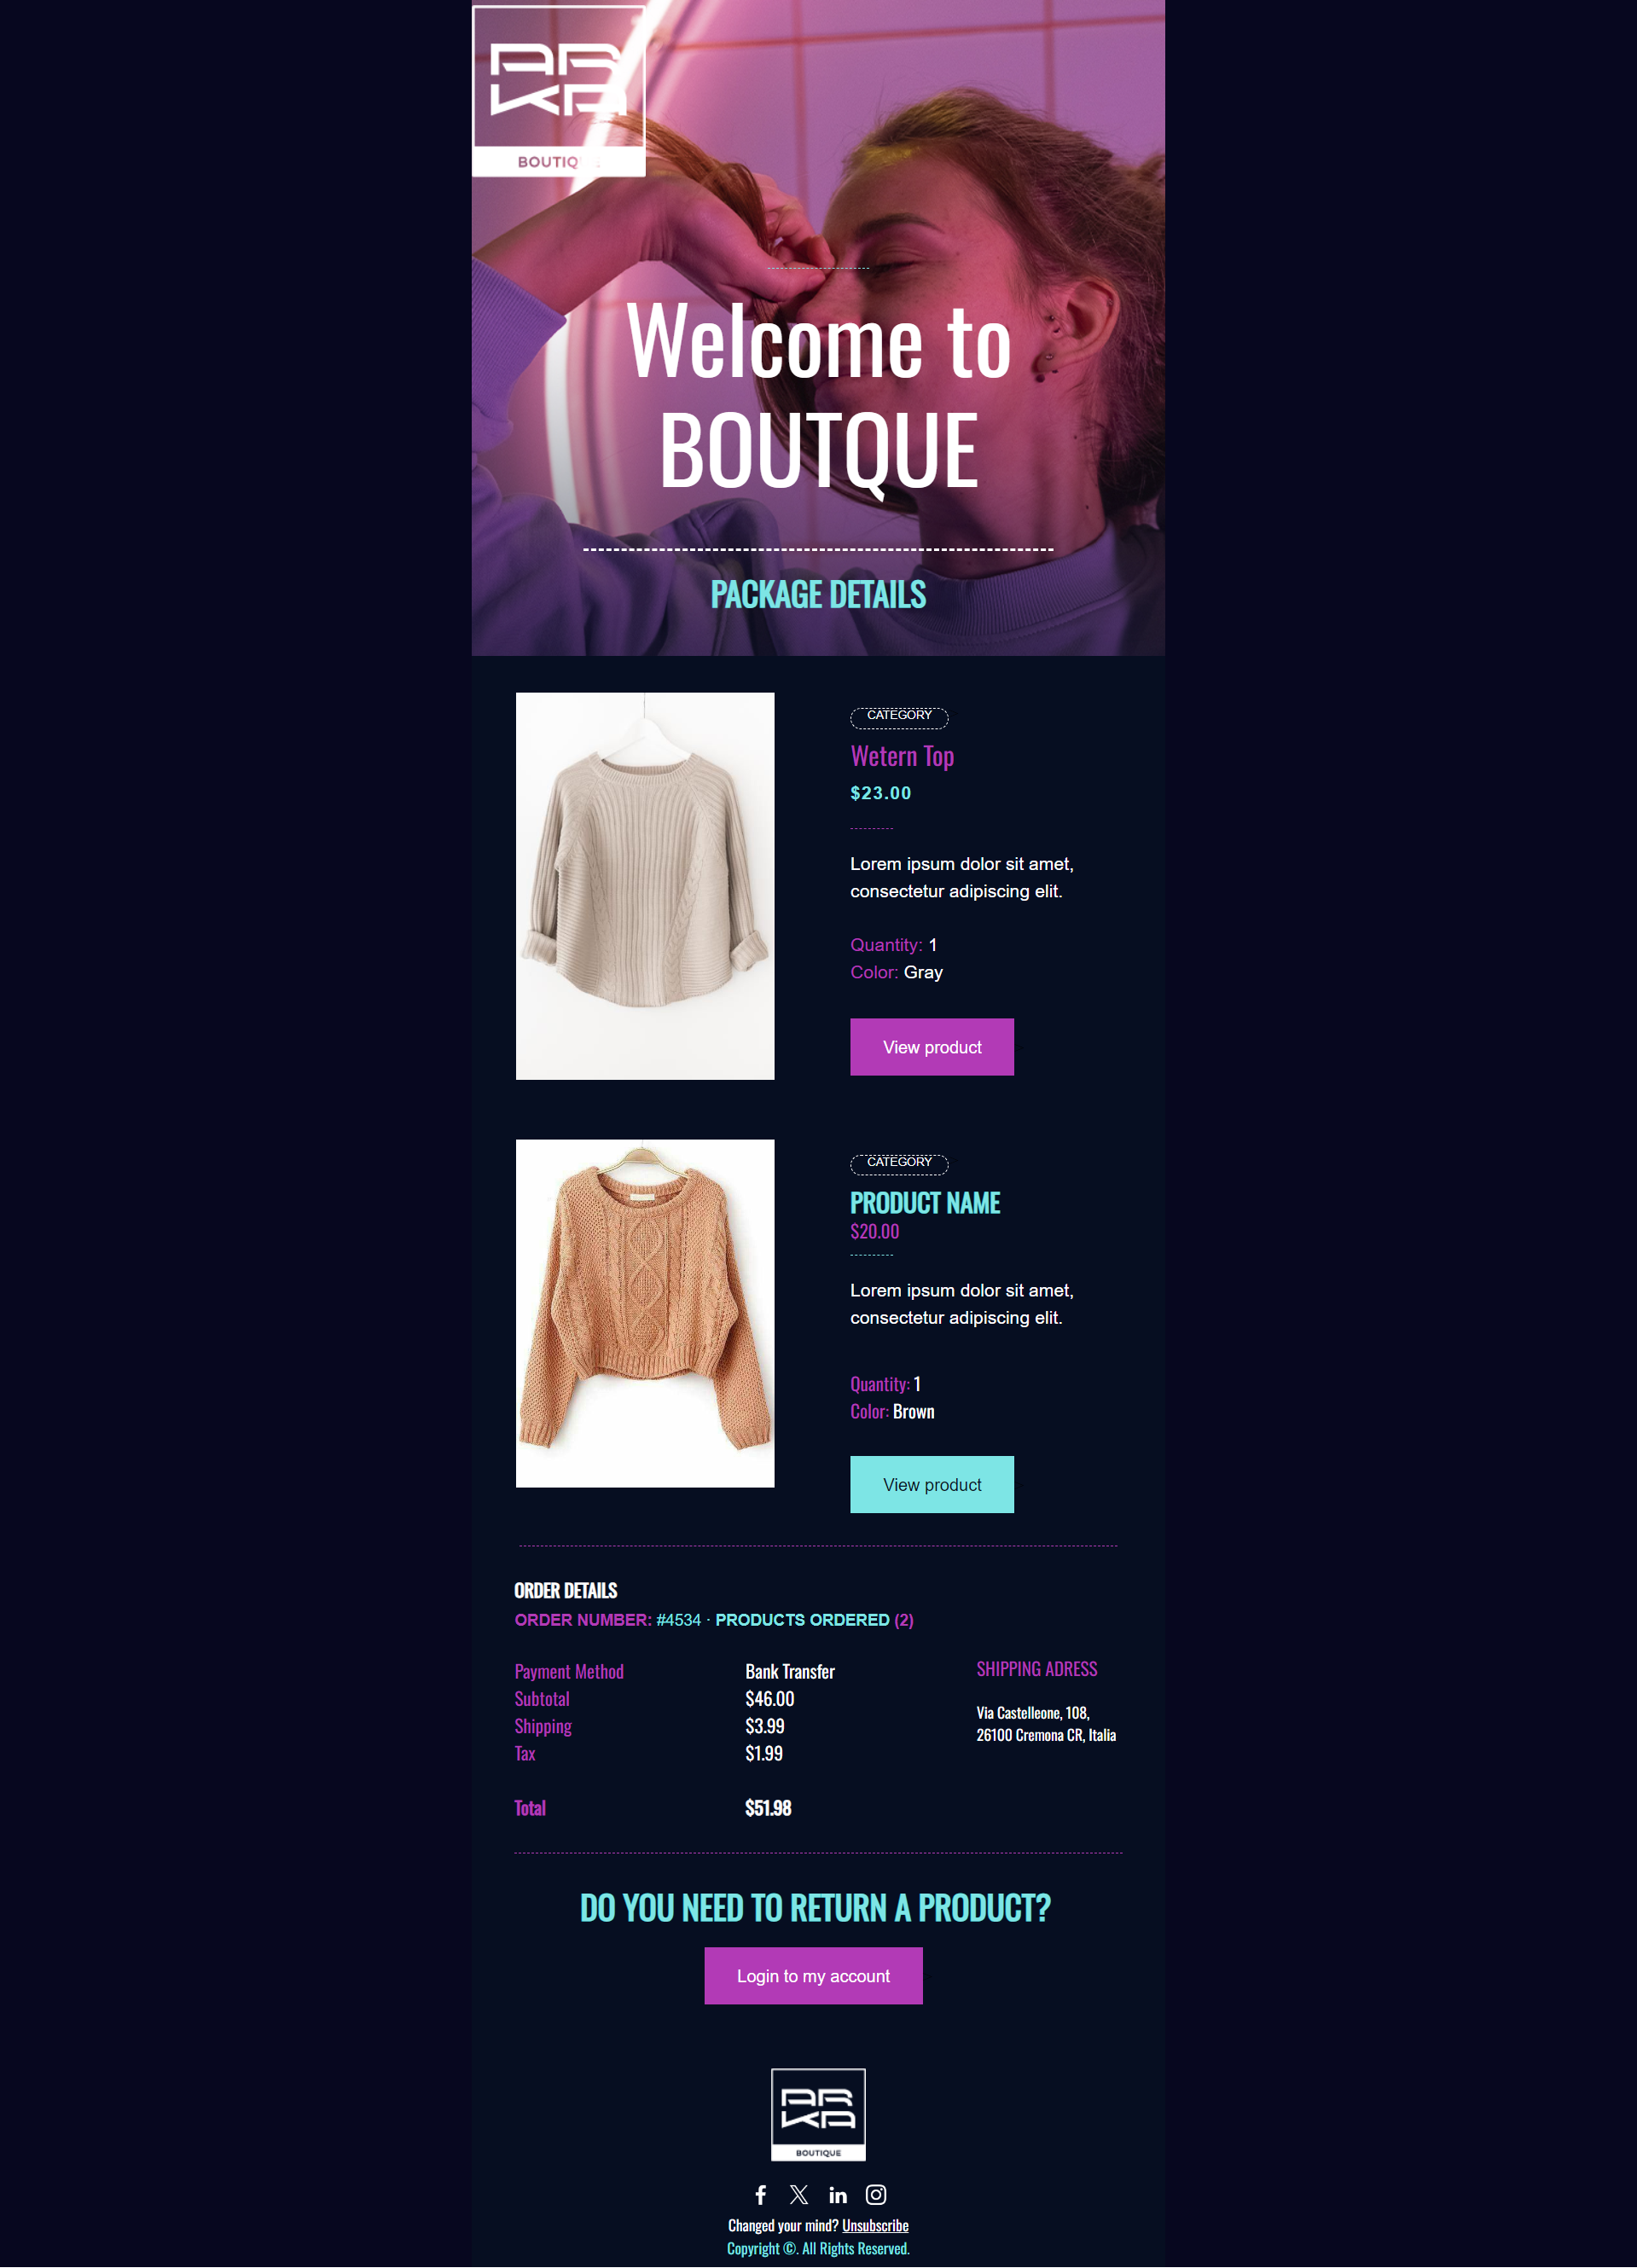 ARKA
BOUTIQUE
Welcome to
BOUTQUE
PACKAGE DETAILS
CATEGORY
Wetern Top
$23.00
Lorem ipsum dolor sit amet,
consectetur adipiscing elit.
Quantity: 1
Color: Gray
View product
CATEGORY
PRODUCT NAME
$20.00
Lorem ipsum dolor sit amet,
consectetur adipiscing elit.
Quantity: 1
Color: Brown
View product
ORDER DETAILS
ORDER NUMBER: #4534 · PRODUCTS ORDERED (2)
Payment Method Bank Transfer
Subtotal $46.00
Shipping $3.99
Tax $1.99
Total $51.98
SHIPPING ADRESS
Via Castelleone, 108,
26100 Cremona CR, Italia
DO YOU NEED TO RETURN A PRODUCT?
Login to my account
ARKA
BOUTIQUE
Changed your mind? Unsubscribe
Copyright ©. All Rights Reserved.